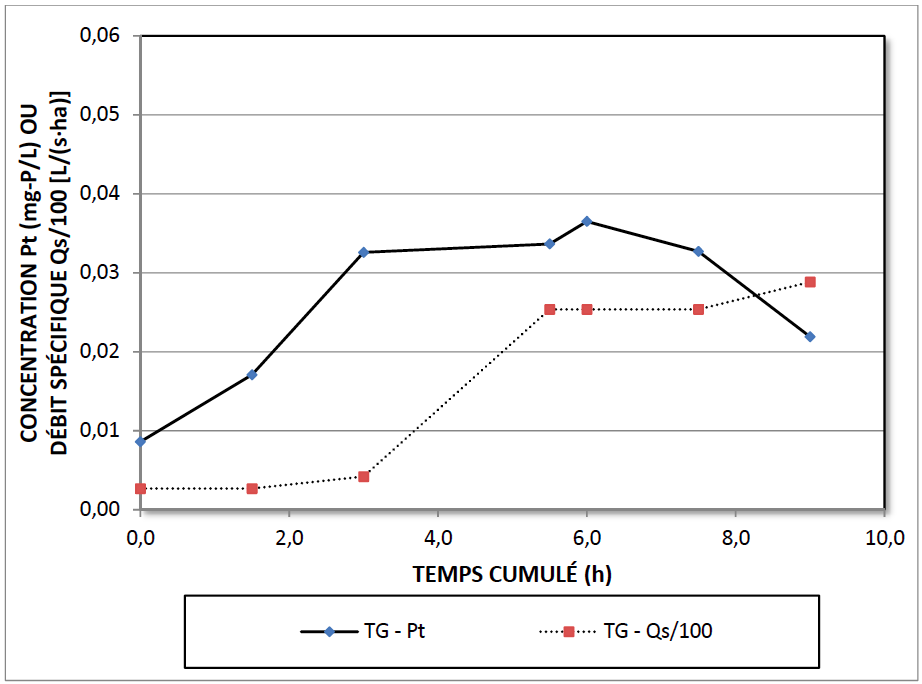 CONCENTRATION Pt (mg-P/L) OU
DÉBIT SPÉCIFIQUE Qs/100 [L/(s·ha)]
0,06
0,05
0,04
0,03
0,02
0,01
0,00
0,0 2,0 4,0 6,0 8,0 10,0
TEMPS CUMULÉ (h)
TG - Pt TG - Qs/100